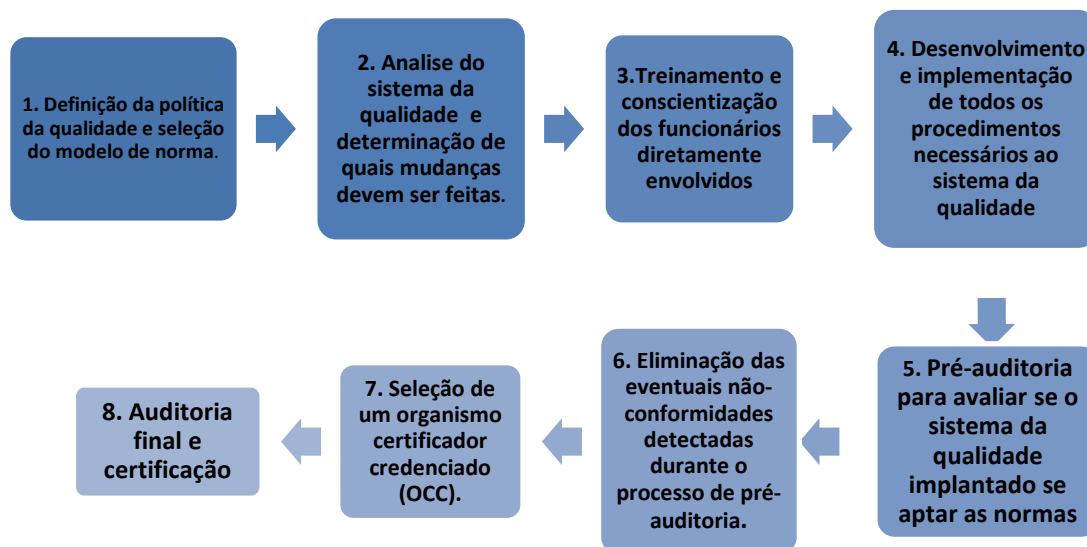 1. Definição da política
da qualidade e seleção
do modelo de norma.
2. Analise do
sistema da
qualidade e
determinação de
quais mudanças
devem ser feitas.
3.Treinamento e
conscientização
dos funcionários
diretamente
envolvidos
4. Desenvolvimento
e implementação
de todos os
procedimentos
necessários ao
sistema da
qualidade
5. Pré-auditoria
para avaliar se o
sistema da
qualidade
implantado se
aptar as normas
6. Eliminação das
eventuais não-
conformidades
detectadas
durante o
processo de pré-
auditoria.
7. Seleção de
um organismo
certificador
credenciado
(OCC).
8. Auditoria
final e
certificação